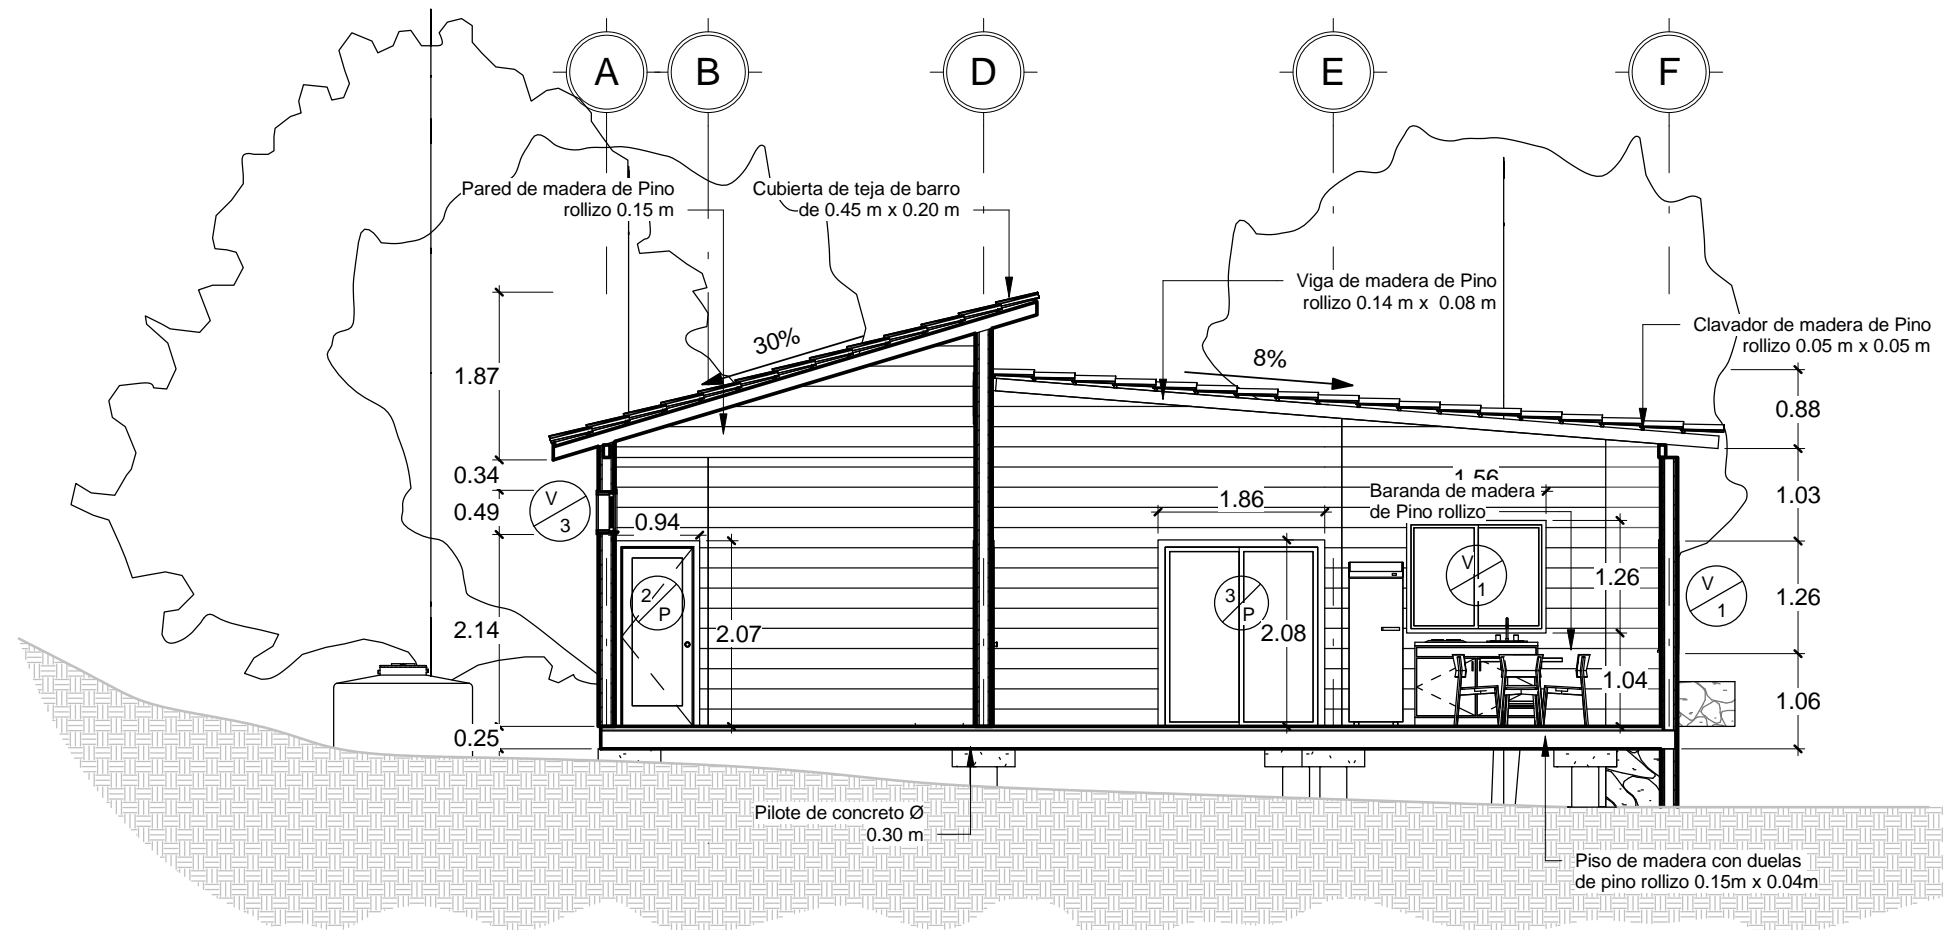 A
B
D
E
F
Pared de madera de Pino
rollizo 0.15 m
Cubierta de teja de barro
de 0.45 m x 0.20 m
Viga de madera de Pino
rollizo 0.14 m x 0.08 m
Clavador de madera de Pino
rollizo 0.05 m x 0.05 m
30%
8%
1.87
0.88
0.34
1.56
Baranda de madera
de Pino rollizo
1.86
1.03
V
3
0.49
0.94
V
1
1.26
V
1
1.26
2
P
3
P
2.14
2.07
2.08
1.04
1.06
0.25
Pilote de concreto Ø
0.30 m
Piso de madera con duelas
de pino rollizo 0.15m x 0.04m